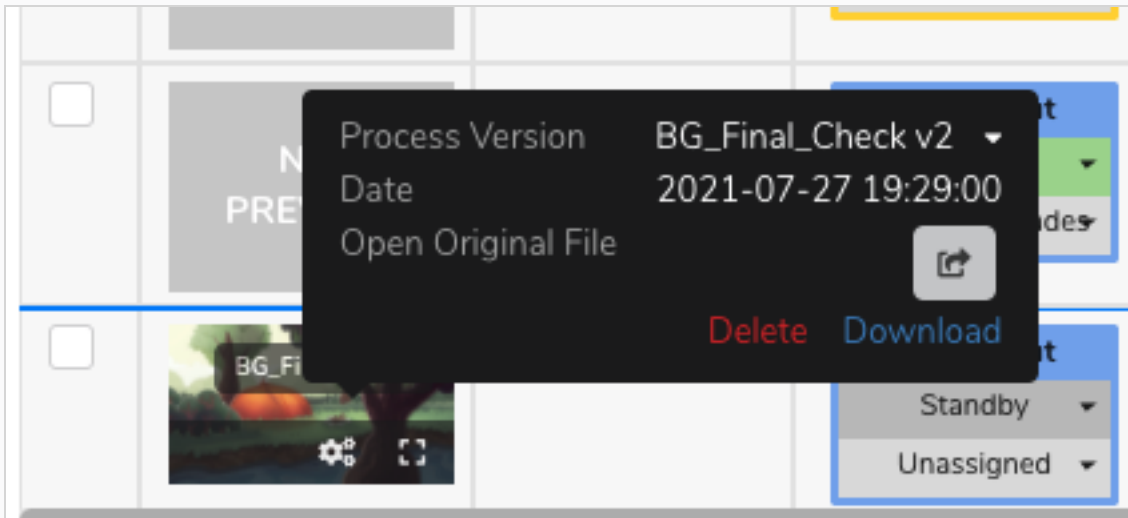 Process Version BG_Final_Check v2
Date 2021-07-27 19:29:00
Open Original File
Delete Download
Standby
Unassigned